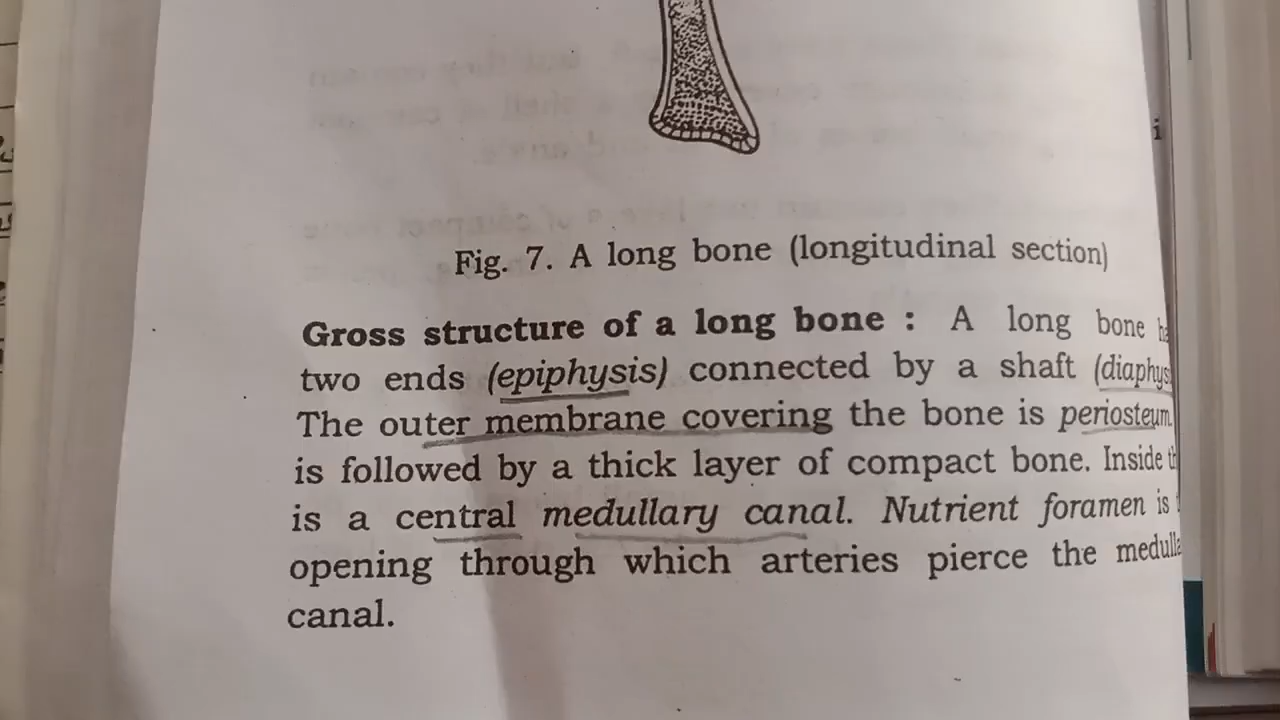 Fig. 7. A long bone (longitudinal section)
Gross structure of a long bone : A long bone
two ends (epiphysis) connected by a shaft
The outer membrane covering the bone is periosteum
is followed by a thick layer of compact bone. Inside
is a central medullary canal. Nutrient foramen is
opening through which arteries pierce the
canal.